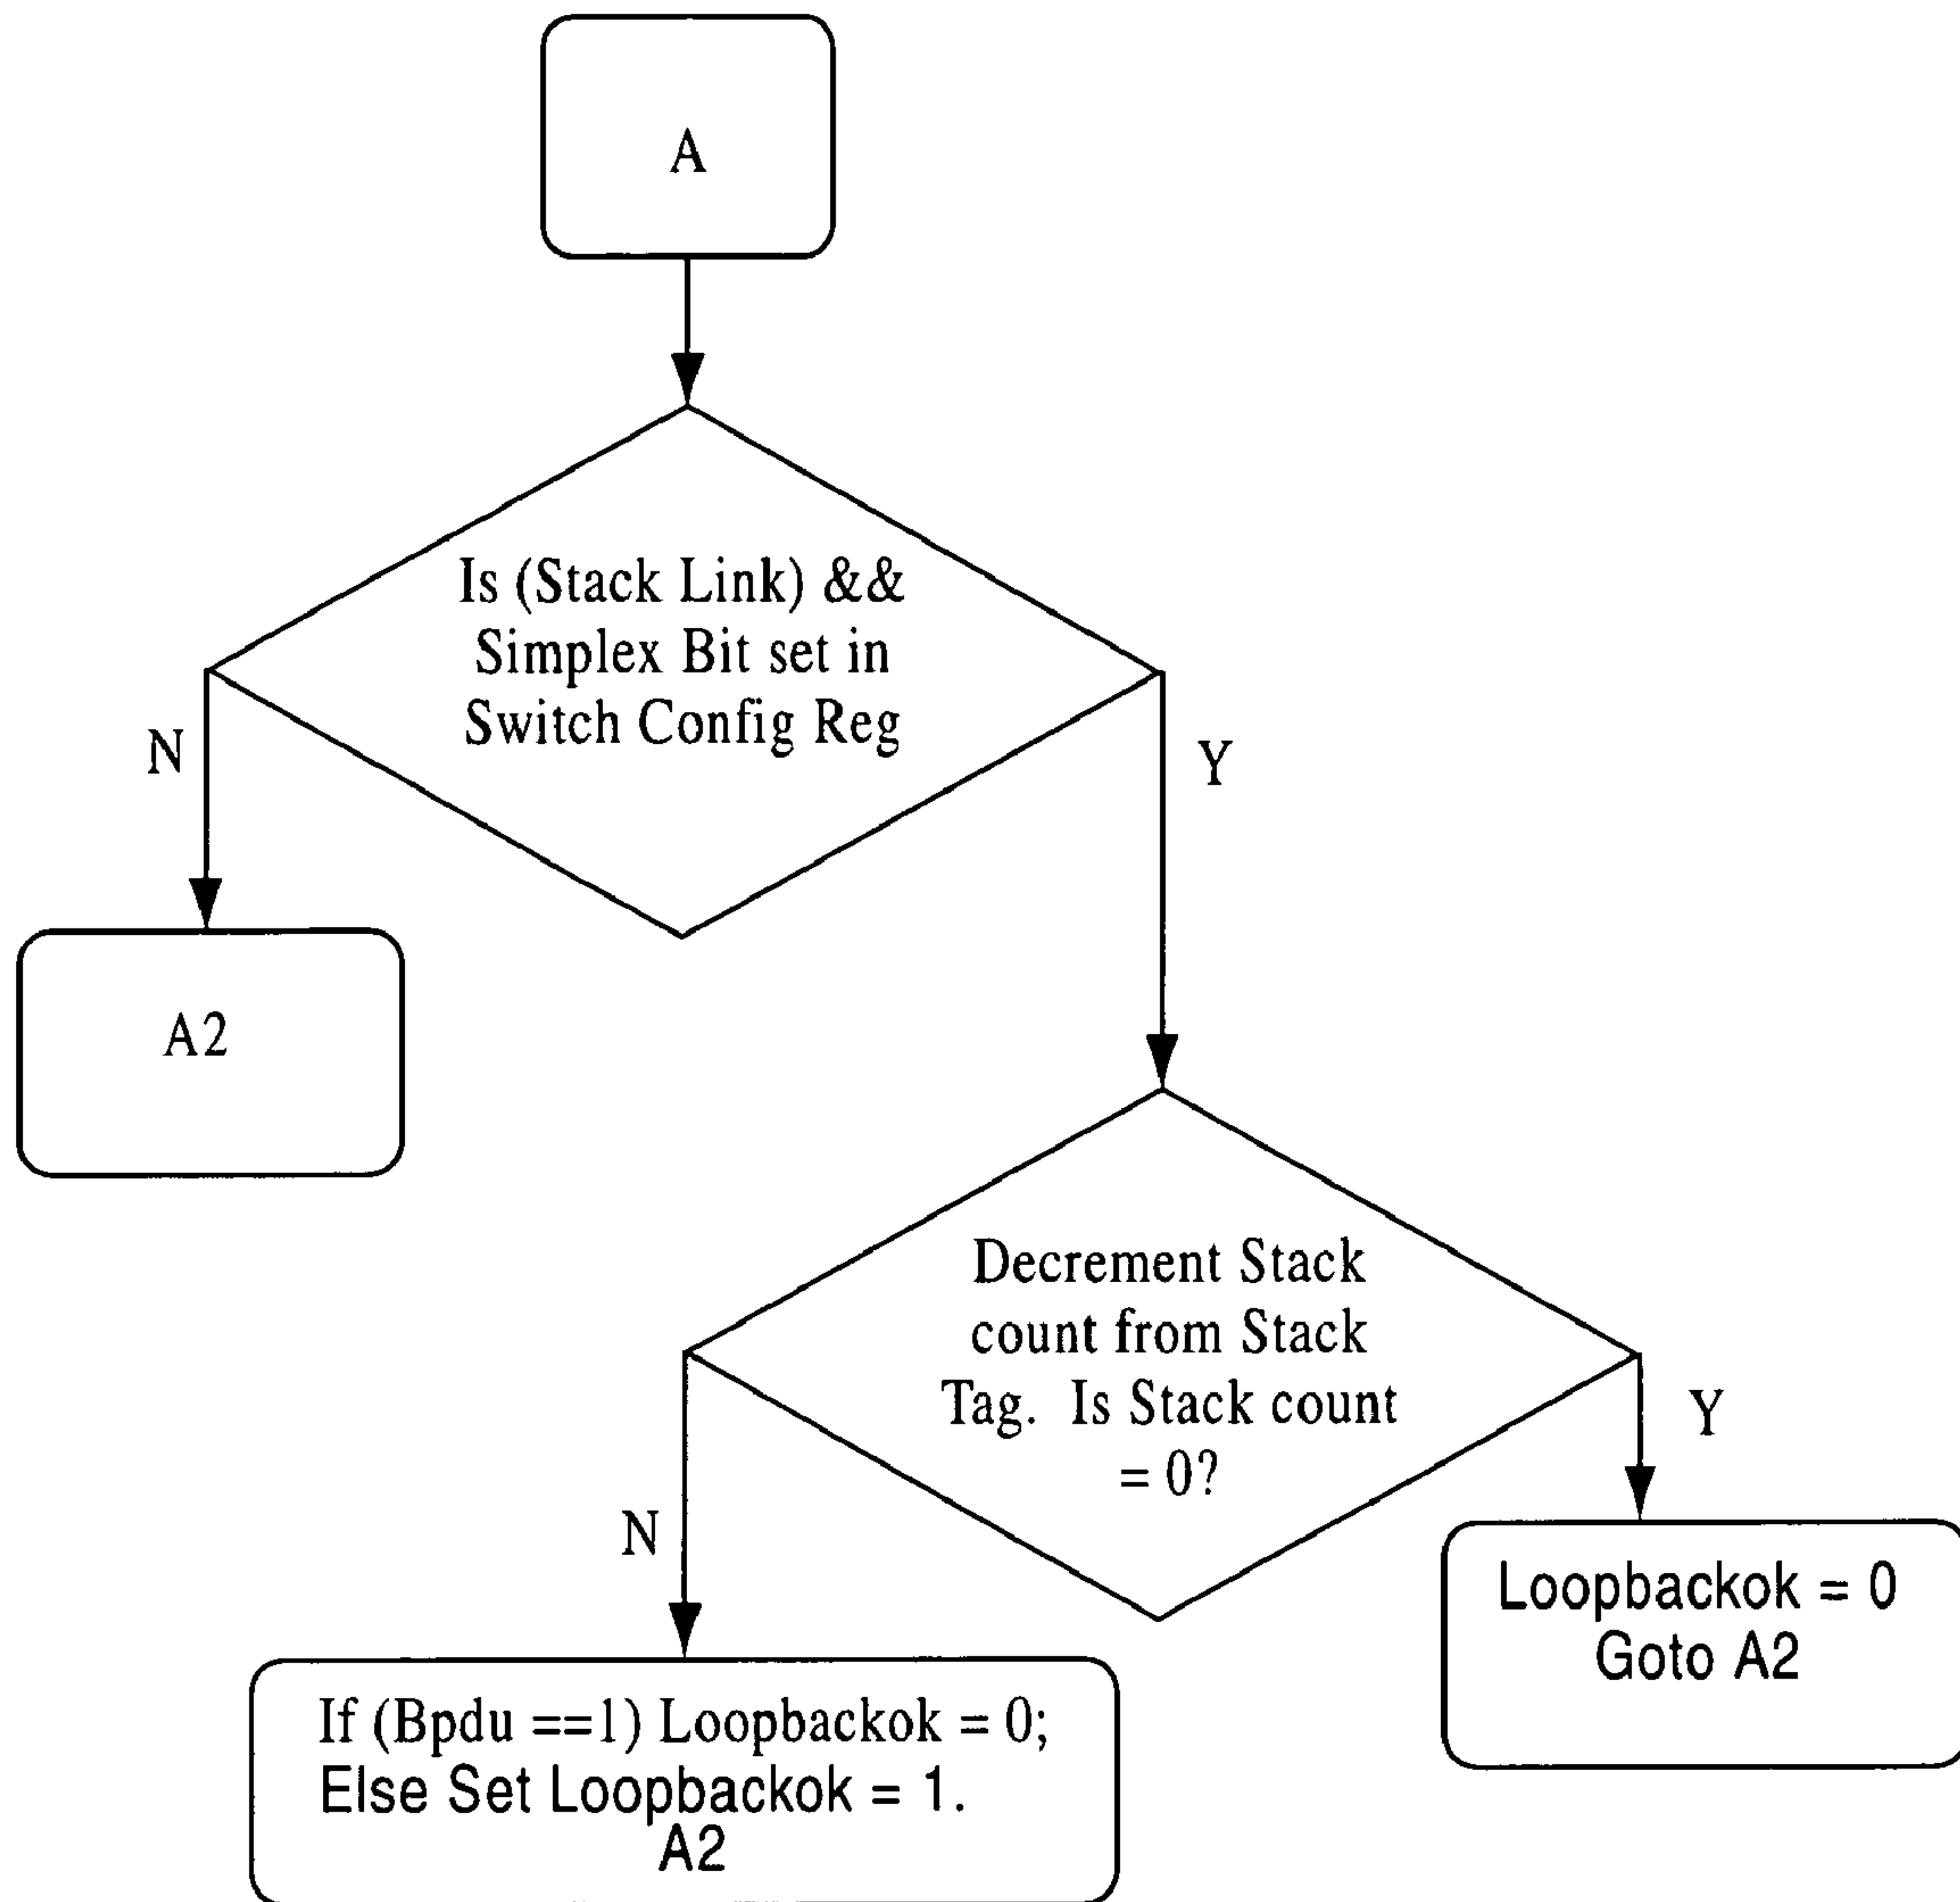 A
Is (Stack Link) &&
Simplex Bit set in
Switch Config Reg
N
Y
A2
Decrement Stack
count from Stack
Tag. Is Stack count
= 0?
N
Y
Loopbackok = 0
Goto A2
If (Bpdu ==1) Loopbackok = 0;
Else Set Loopbackok = 1.
A2